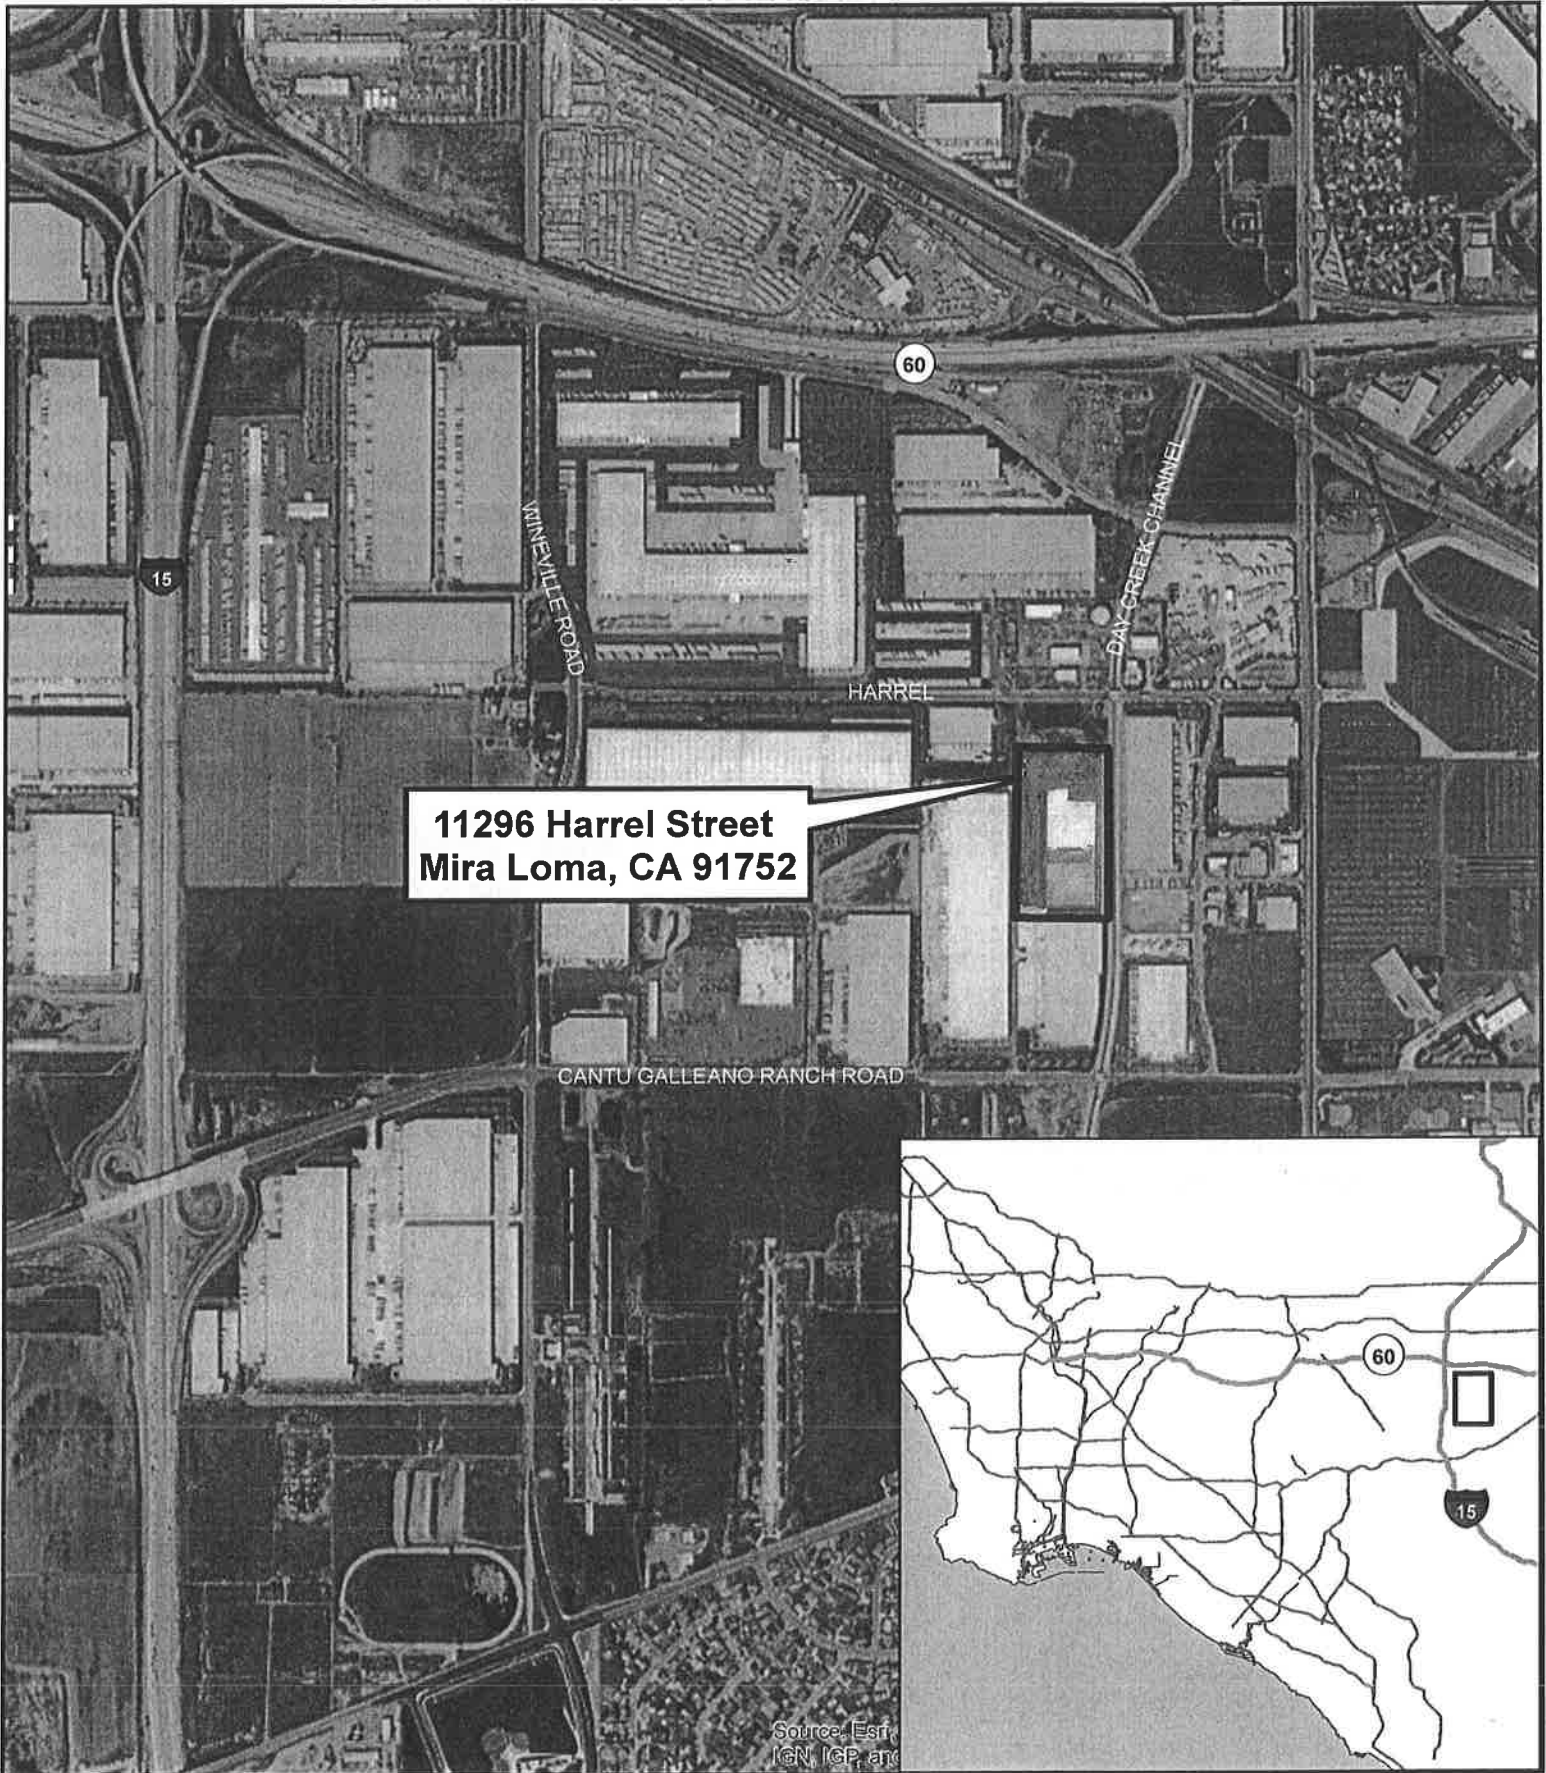 60
15
WINEVILLE ROAD
DAY CREEK CHANNEL
HARREL
11296 Harrel Street
Mira Loma, CA 91752
CANTU GALLEANO RANCH ROAD
60
15
Source: Esri,
IGN, IGP, and